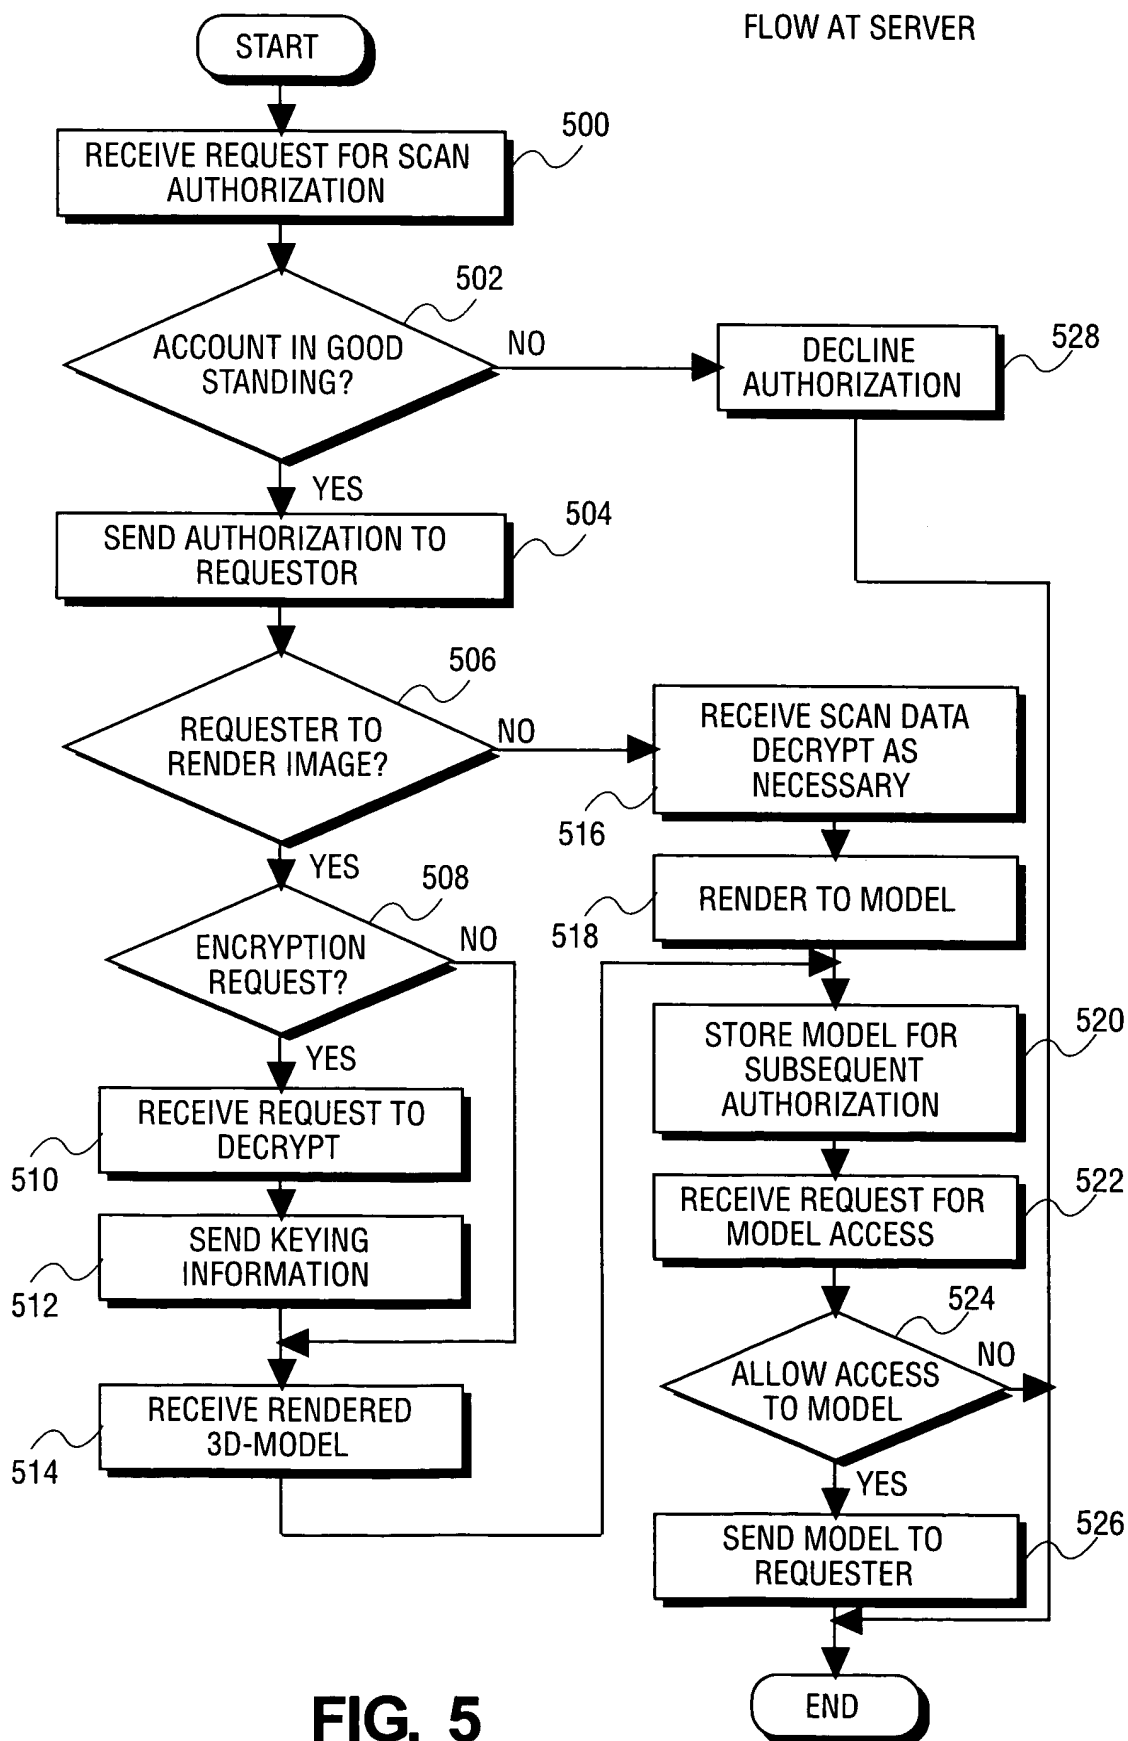 FLOW AT SERVER
START
500
RECEIVE REQUEST FOR SCAN
AUTHORIZATION
502
ACCOUNT IN GOOD
STANDING?
NO
DECLINE
AUTHORIZATION
528
YES
504
SEND AUTHORIZATION TO
REQUESTOR
506
REQUESTER TO
RENDER IMAGE?
NO
RECEIVE SCAN DATA
DECRYPT AS
NECESSARY
516
YES
508
ENCRYPTION
REQUEST?
NO
RENDER TO MODEL
518
YES
STORE MODEL FOR
SUBSEQUENT
AUTHORIZATION
520
RECEIVE REQUEST TO
DECRYPT
510
RECEIVE REQUEST FOR
MODEL ACCESS
522
SEND KEYING
INFORMATION
512
524
ALLOW ACCESS
TO MODEL
NO
RECEIVE RENDERED
3D-MODEL
514
YES
SEND MODEL TO
REQUESTER
526
END
FIG. 5